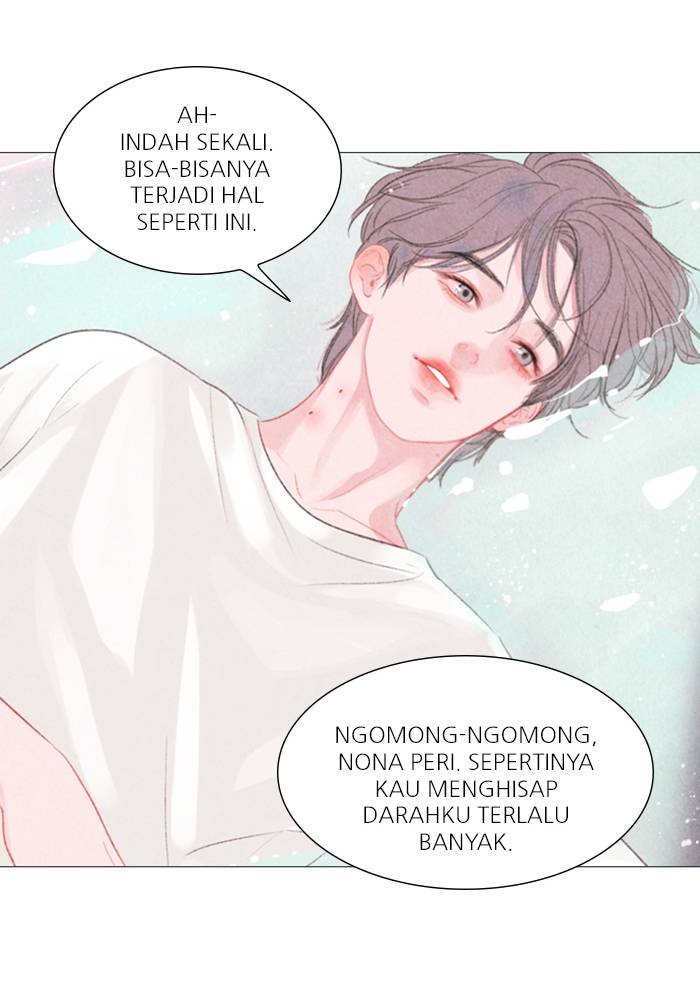 AH-
INDAH SEKALI.
BISA-BISANYA
TERJADI HAL
SEPERTI INI.
NGOMONG-NGOMONG,
NONA PERI. SEPERTINYA
KAU MENGHISAP
DARAHKU TERLALU
BANYAK.